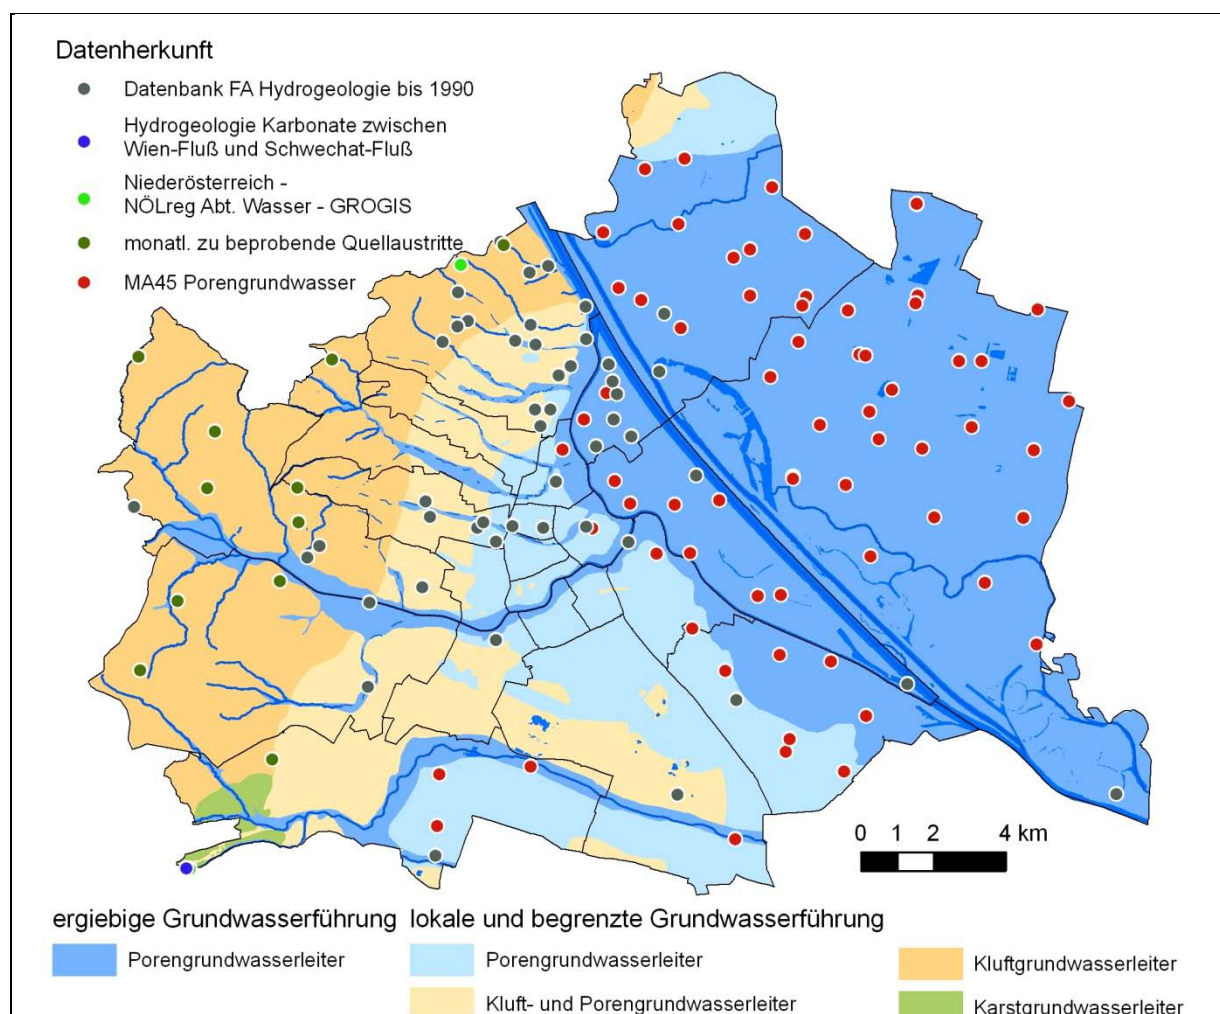 Datenherkunft
Datenbank FA Hydrogeologie bis 1990
Hydrogeologie Karbonate zwischen
Wien-Fluß und Schwechat-Fluß
Niederösterreich -
NÖLreg Abt. Wasser - GROGIS
monatl. zu beprobende Quellaustritte
MA45 Porengrundwasser
0 1 2 4 km
ergiebige Grundwasserführung
lokale und begrenzte Grundwasserführung
Porengrundwasserleiter
Porengrundwasserleiter
Kluftgrundwasserleiter
Kluft- und Porengrundwasserleiter
Karstgrundwasserleiter